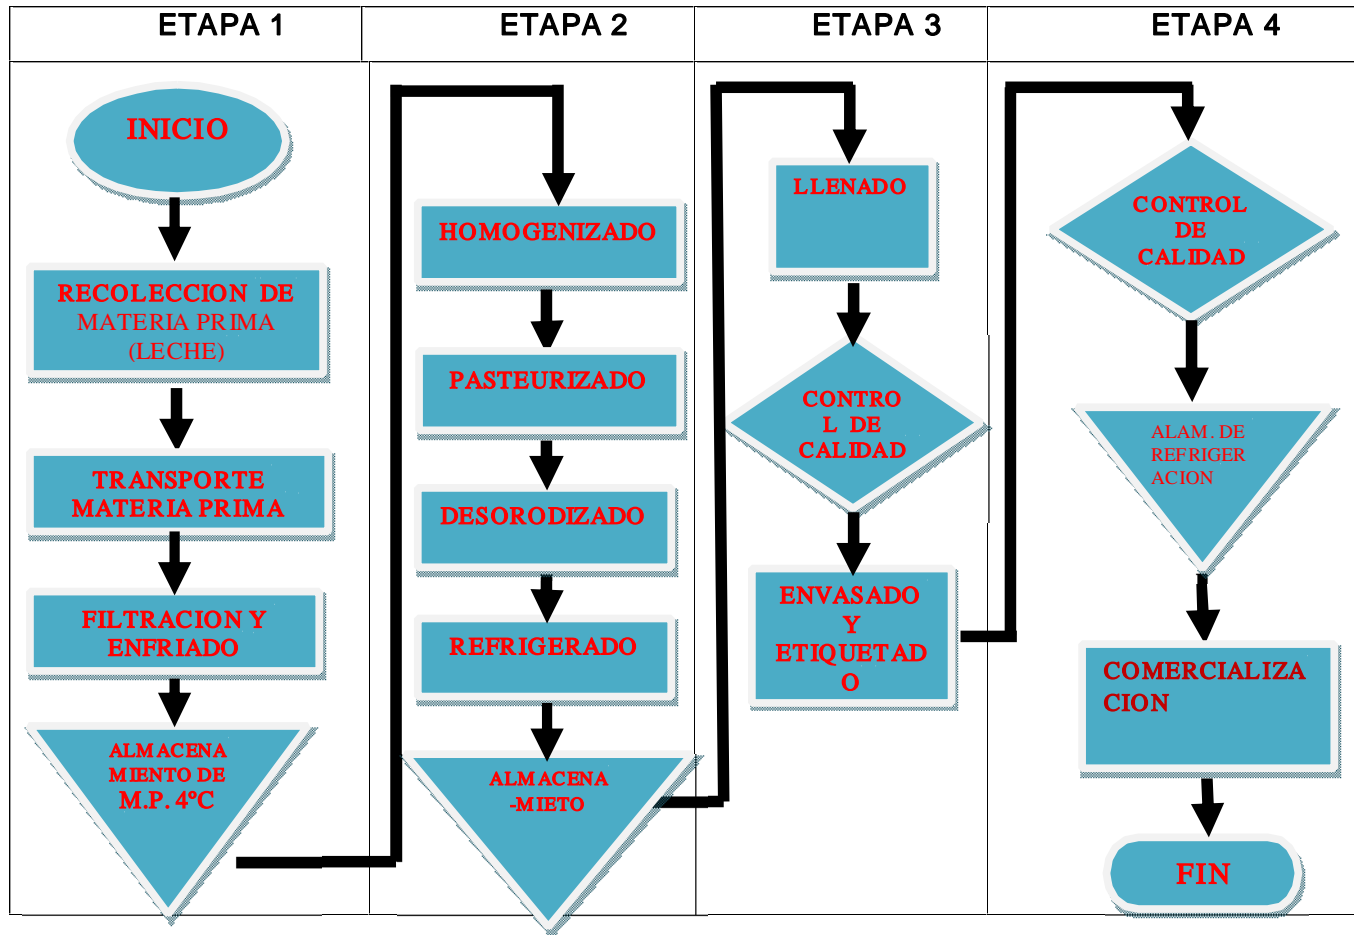 ETAPA 1
ETAPA 2
ETAPA 3
ETAPA 4
INICIO
RECOLECCION DE
MATERIA PRIMA
(LECHE)
TRANSPORTE
MATERIA PRIMA
FILTRACION Y
ENFRIADO
ALMACENA
MIENTO DE
M.P. 4ºC
HOMOGENIZADO
PASTEURIZADO
DESORODIZADO
REFRIGERADO
ALMACENA
-MIETO
LLENADO
CONTRO
L DE
CALIDAD
ENVASADO
Y
ETIQUETAD
O
CONTROL
DE
CALIDAD
ALAM. DE
REFRIGER
ACION
COMERCIALIZA
CION
FIN